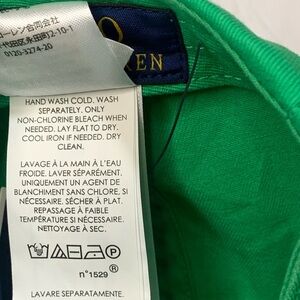 ーレン合同会社
代田区永田町2-10-1
0120-3274-20
O
EN
HAND WASH COLD. WASH
SEPARATELY. ONLY
NON-CHLORINE BLEACH WHEN
NEEDED. LAY FLAT TO DRY.
COOL IRON IF NEEDED. DRY
CLEAN.
LAVAGE À LA MAIN À L'EAU
FROIDE. LAVER SÉPARÉMENT.
UNIQUEMENT UN AGENT DE
BLANCHIMENT SANS CHLORE, SI
NÉCESSAIRE. SÉCHER À PLAT.
REPASSAGE À FAIBLE
TEMPÉRATURE SI NÉCESSAIRE.
NETTOYAGE À SEC.
n°1529 ®
LAVARE SEPARATAMENTE.